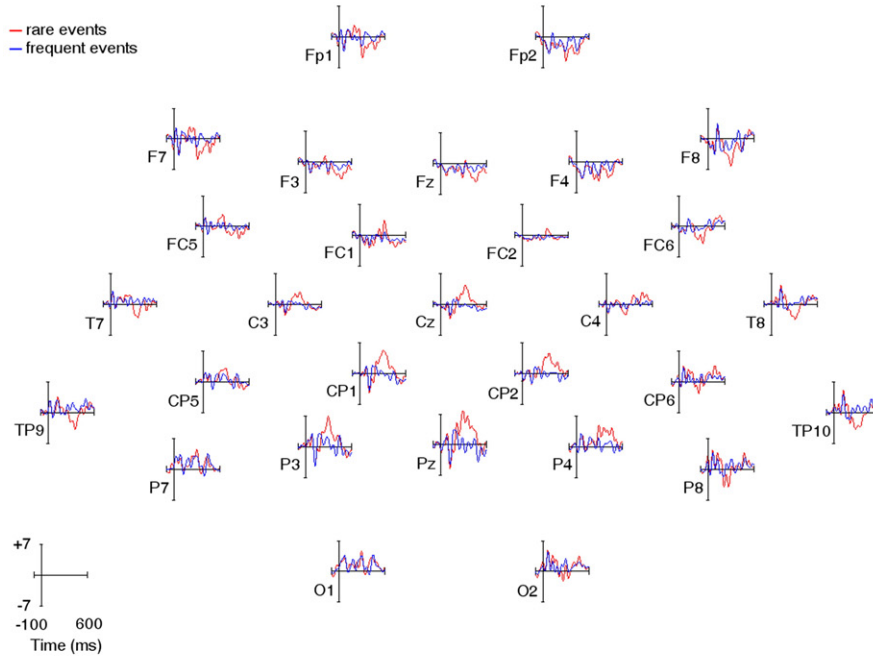 rare events
frequent events
Fp1 Fp2
F7 F3 Fz F4 F8
FC5 FC1 FC2 FC6
T7 C3 Cz C4 T8
TP9 CP5 CP1 CP2 CP6 TP10
P7 P3 Pz P4 P8
O1 O2
+7
-7
-100 600
Time (ms)